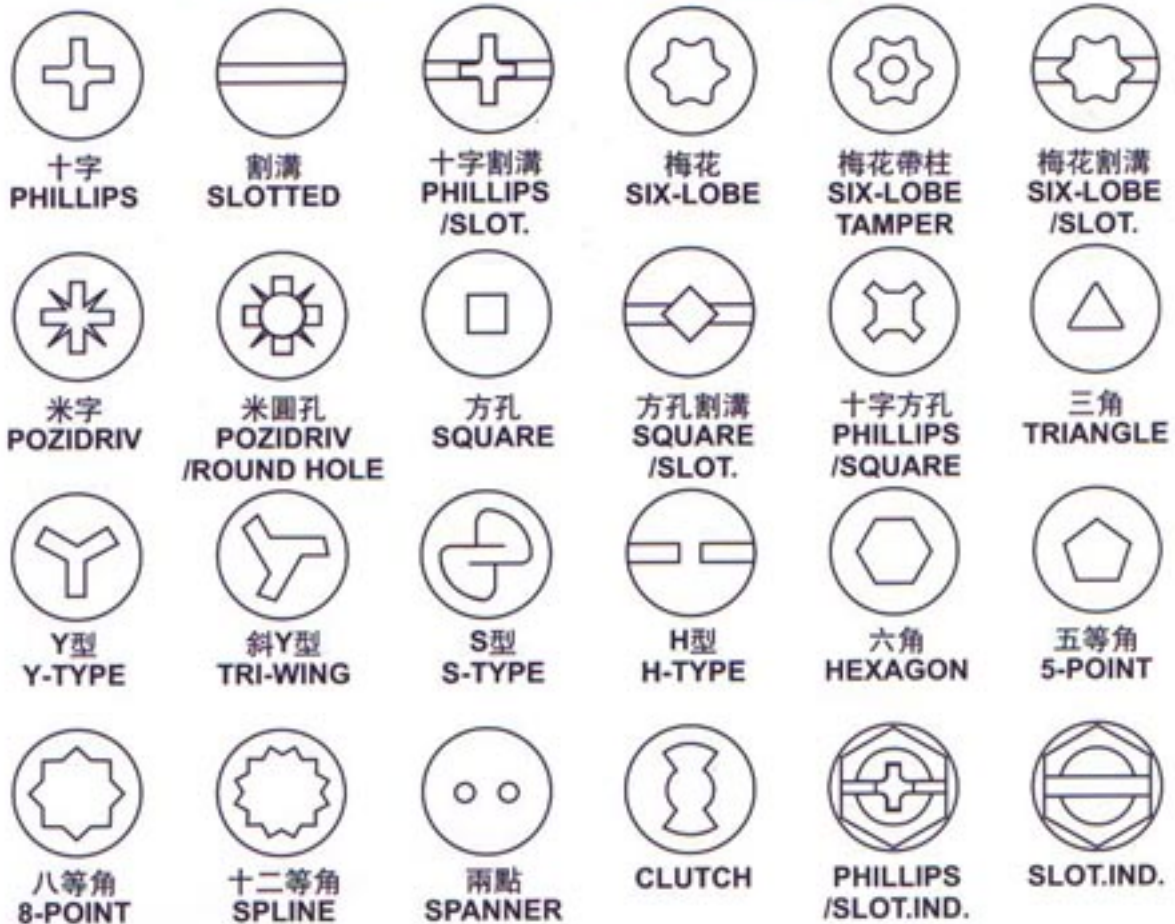 十字
PHILLIPS
割溝
SLOTTED
十字割溝
PHILLIPS
/SLOT.
梅花
SIX-LOBE
梅花帶柱
SIX-LOBE
TAMPER
梅花割溝
SIX-LOBE
/SLOT.
米字
POZIDRIV
米圓孔
POZIDRIV
/ROUND HOLE
方孔
SQUARE
方孔割溝
SQUARE
/SLOT.
十字方孔
PHILLIPS
/SQUARE
三角
TRIANGLE
Y型
Y-TYPE
斜Y型
TRI-WING
S型
S-TYPE
H型
H-TYPE
六角
HEXAGON
五等角
5-POINT
八等角
8-POINT
十二等角
SPLINE
兩點
SPANNER
CLUTCH
PHILLIPS
/SLOT.IND.
SLOT.IND.